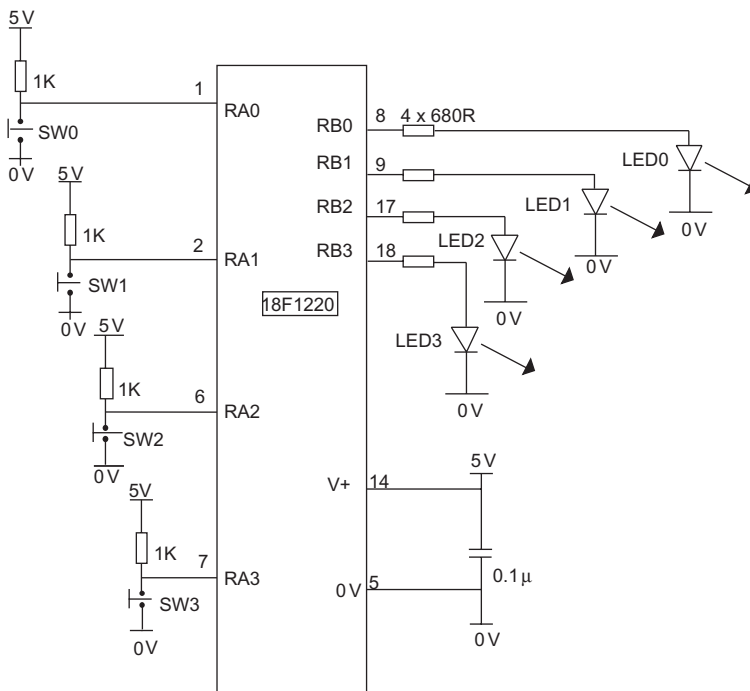 5V
1K
1
RA0
SW0
0V
5V
1K
2
RA1
SW1
0V
5V
1K
6
RA2
SW2
0V
5V
1K
7
RA3
SW3
0V
18F1220
RB0
8
4 x 680R
LED0
0V
RB1
9
LED1
0V
RB2
17
LED2
0V
RB3
18
LED3
0V
V+
14
5V
0.1μ
0V
5
0V